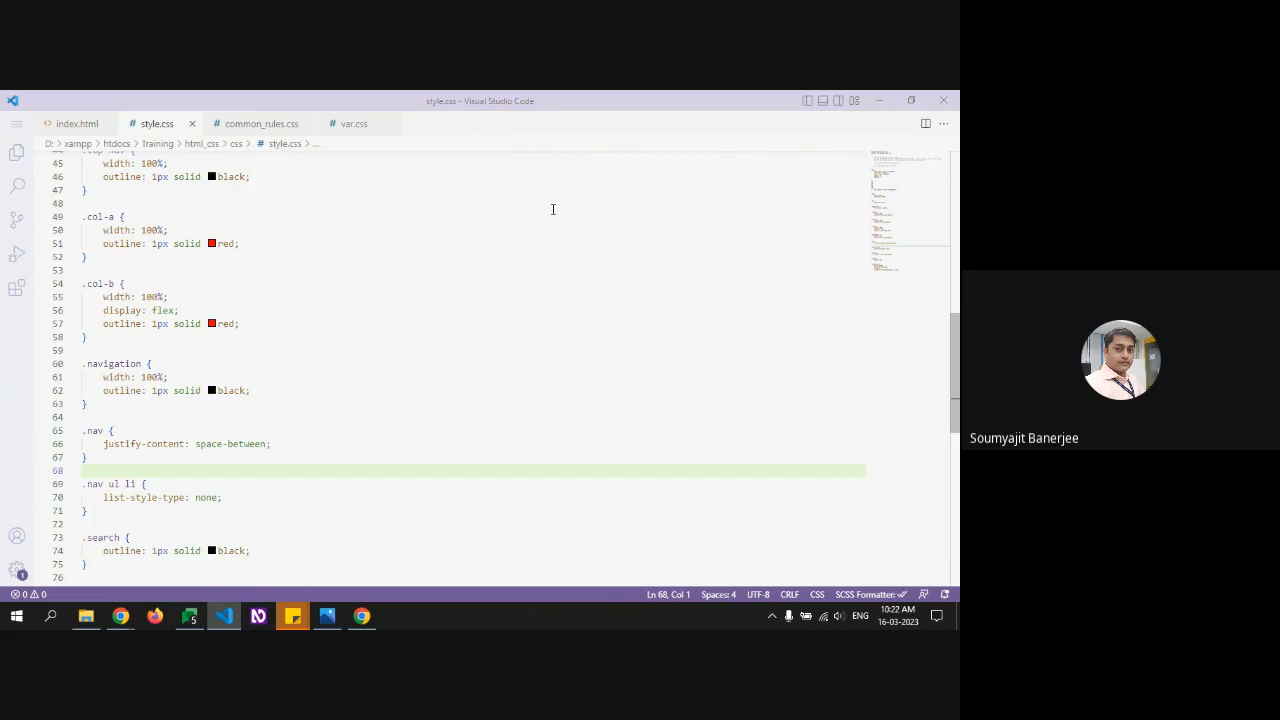 style.css - Visual Studio Code
index.html # style.css × # common_rules.css # var.css
D: > xampp > htdocs > Training > html_css > css > # style.css > ...
45 width: 100%;
46 outline: 1px solid black;
47 }
48
49 .col-a {
50 width: 100%;
51 outline: 1px solid red;
52 }
53
54 .col-b {
55 width: 100%;
56 display: flex;
57 outline: 1px solid red;
58 }
59
60 .navigation {
61 width: 100%;
62 outline: 1px solid black;
63 }
64
65 .nav {
66 justify-content: space-between;
67 }
68
69 .nav ul li {
70 list-style-type: none;
71 }
72
73 .search {
74 outline: 1px solid black;
75 }
76
Soumyajit Banerjee
1
0 0 Ln 68, Col 1 Spaces: 4 UTF-8 CRLF CSS SCSS Formatter:
5 ENG 10:22 AM
16-03-2023